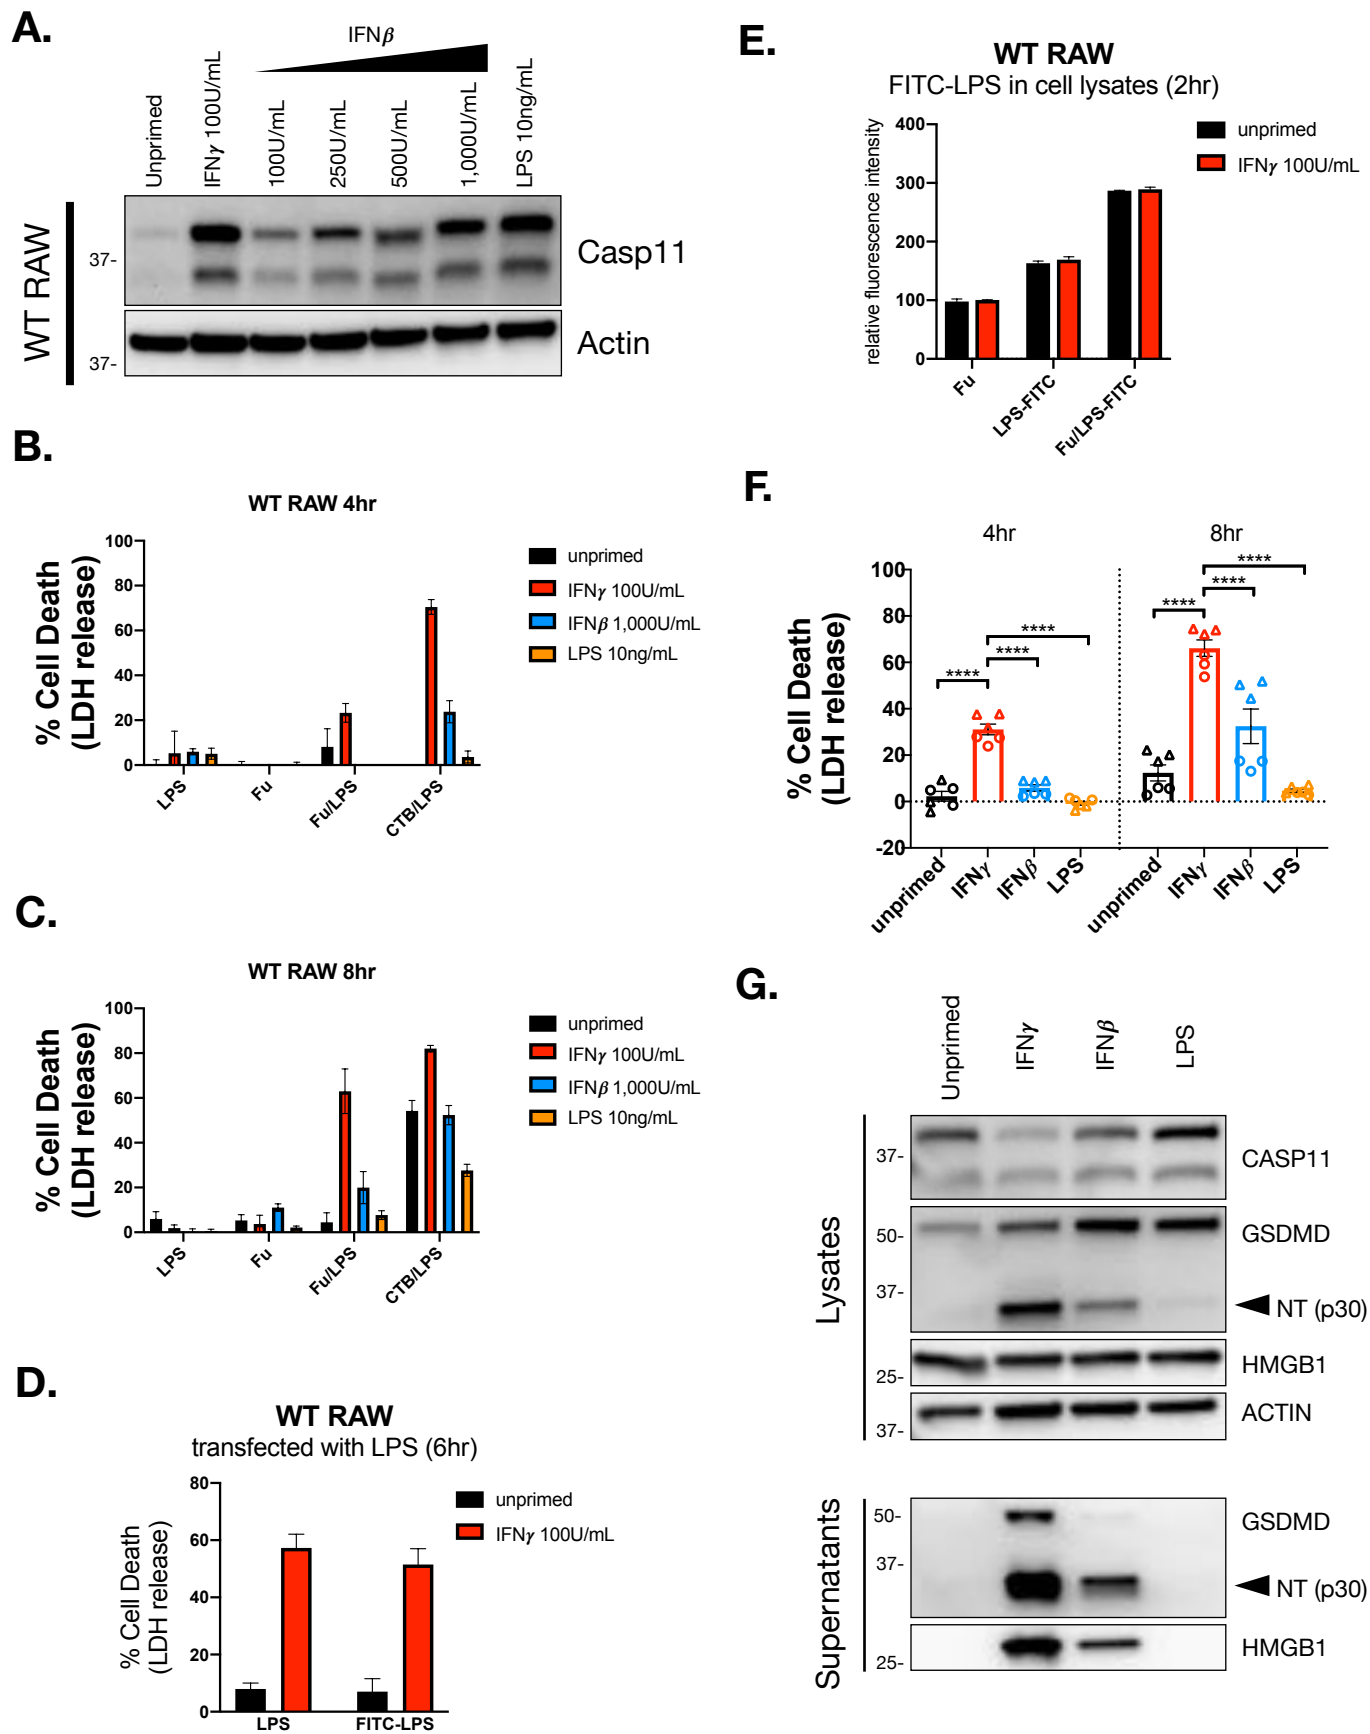 A.
IFNβ
Unprimed
IFNγ 100U/mL
100U/mL
250U/mL
500U/mL
1,000U/mL
LPS 10ng/mL
WT RAW
37-
Casp11
37-
Actin
B.
WT RAW 4hr
% Cell Death
(LDH release)
100
80
60
40
20
0
LPS
Fu
Fu/LPS
CTB/LPS
unprimed
IFNγ 100U/mL
IFNβ 1,000U/mL
LPS 10ng/mL
C.
WT RAW 8hr
% Cell Death
(LDH release)
100
80
60
40
20
0
LPS
Fu
Fu/LPS
CTB/LPS
unprimed
IFNγ 100U/mL
IFNβ 1,000U/mL
LPS 10ng/mL
D.
WT RAW
transfected with LPS (6hr)
% Cell Death
(LDH release)
80
60
40
20
0
LPS
FITC-LPS
unprimed
IFNγ 100U/mL
E.
WT RAW
FITC-LPS in cell lysates (2hr)
relative fluorescence intensity
400
300
200
100
0
Fu
LPS-FITC
Fu/LPS-FITC
unprimed
IFNγ 100U/mL
F.
4hr
8hr
% Cell Death
(LDH release)
100
80
60
40
20
0
-20
****
****
****
****
****
****
unprimed
IFNγ
IFNβ
LPS
unprimed
IFNγ
IFNβ
LPS
G.
Unprimed
IFNγ
IFNβ
LPS
Lysates
37-
CASP11
50-
GSDMD
37-
NT (p30)
25-
HMGB1
37-
ACTIN
Supernatants
50-
GSDMD
37-
NT (p30)
25-
HMGB1